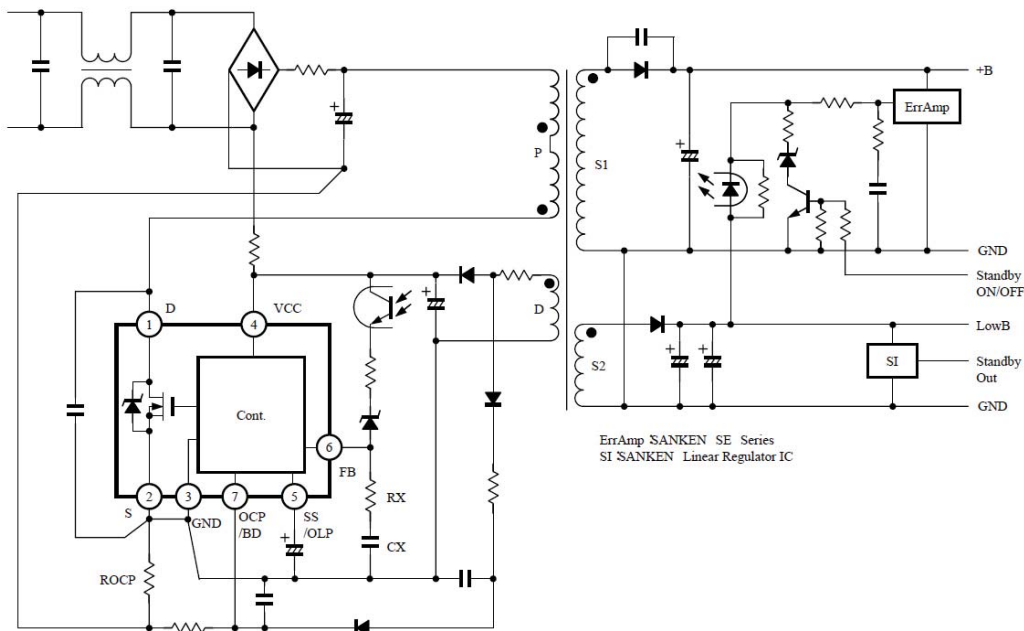 +B
ErrAmp
P
S1
GND
Standby
ON/OFF
D
VCC
D
LowB
1
4
S2
SI
Standby
Out
Cont.
GND
6
FB
ErrAmp SANKEN SE Series
SI SANKEN Linear Regulator IC
2
3
7
5
RX
S
GND
OCP
/BD
SS
/OLP
CX
ROCP